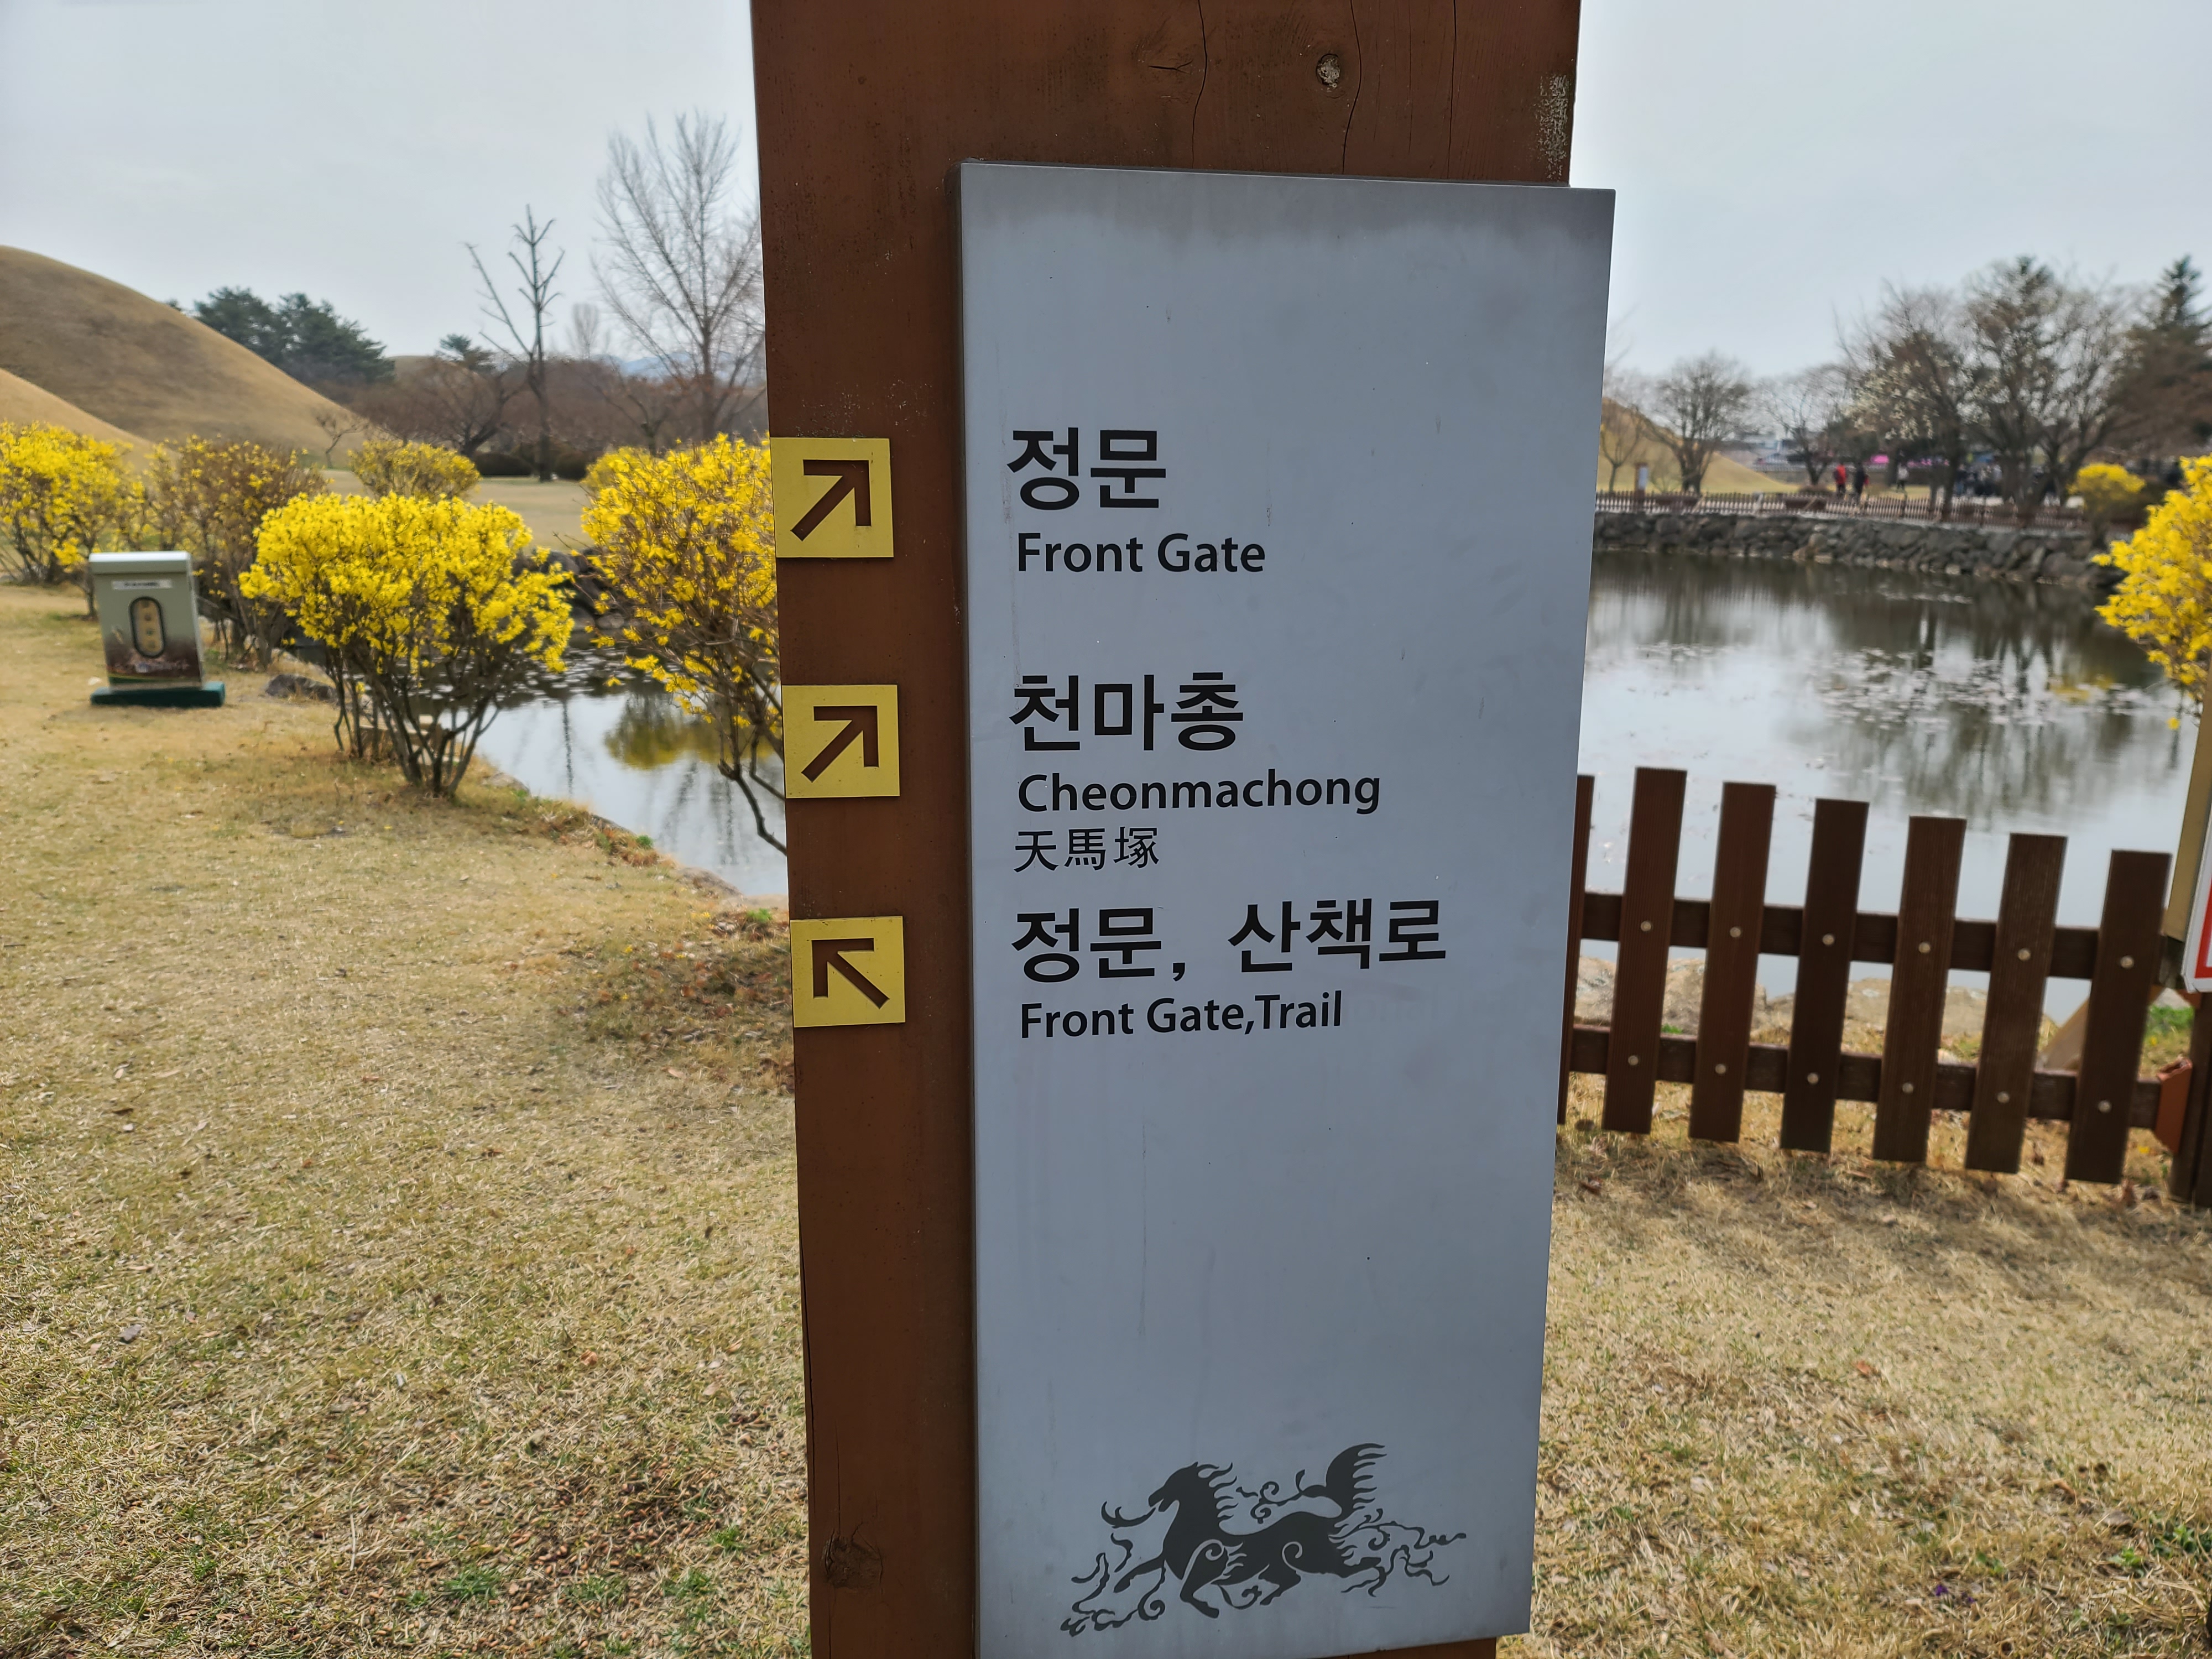 정문
Front Gate
천마총
Cheonmachong
天馬塚
정문, 산책로
Front Gate,Trail